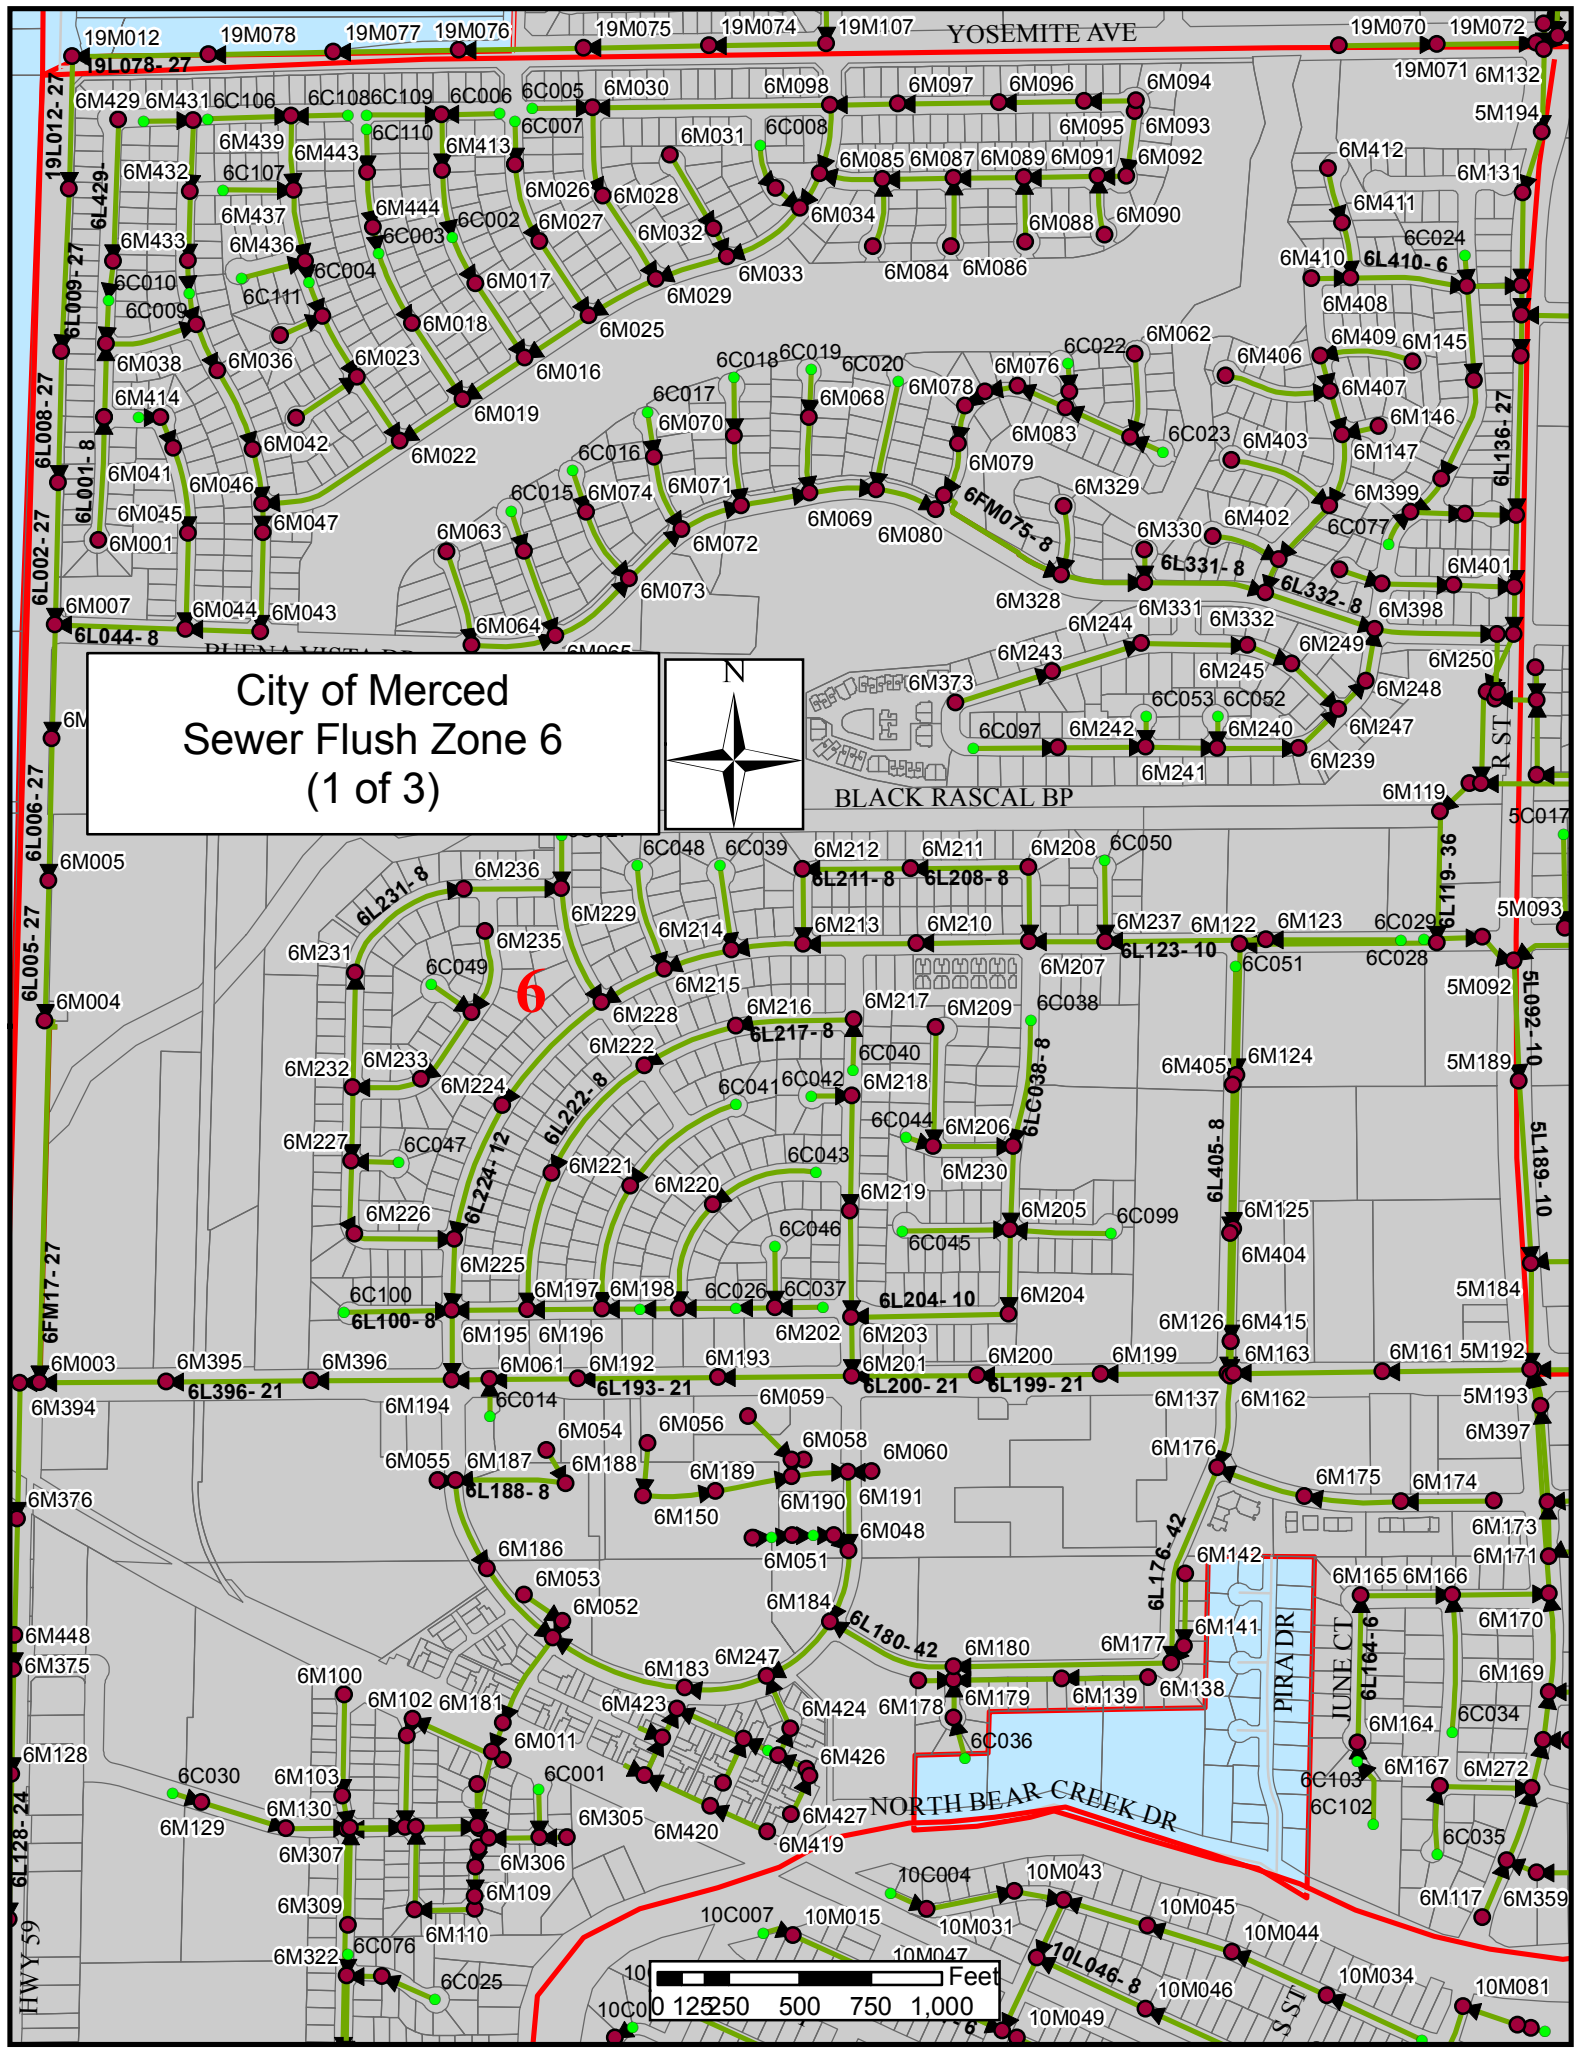 19M012 19M078 19M077 19M076 19M075 19M074 19M107 YOSEMITE AVE 19M070 19M072
19L078-27 19M071 6M132
19L012-27 6M429 6M431 6C106 6C108 6C109 6C006 6C005 6M030 6M098 6M097 6M096 6M094 5M194
6M439 6C110 6C007 6M095 6M093
6M443 6M413 6M031 6C008 6M412
6L429- 6M432 6C107 6M026 6M028 6M085 6M087 6M089 6M091 6M092 6M131
6M437 6M444 6C002 6M027 6M034 6M088 6M090 6M411
6M433 6M436 6C003 6M032 6M084 6M086 6C024
6L009-27 6C010 6C004 6M017 6M033 6M410 6L410-6
6C009 6C111 6M029 6M408
6M018 6M025 6M062
6M038 6M036 6M023 6M016 6C018 6C019 6C020 6M076 6C022 6M406 6M409 6M145
6L008-27 6M414 6M019 6C017 6M078 6M407
6M042 6M070 6M068 6M083 6M146
6L001-8 6M041 6M046 6M022 6C016 6M079 6C023 6M403 6M147 6L136-27
6M045 6M047 6C015 6M074 6M071 6M069 6M080 6FM075-8 6M329 6M330 6M402 6M399
6L002-27 6M001 6M063 6M072 6C077
6M073 6M328 6L331-8 6M331 6L332-8 6M401
6M007 6M044 6M043 6M064 6M244 6M332 6M398
6L044-8 6M065 6M243 6M245 6M249 6M250
City of Merced
Sewer Flush Zone 6
(1 of 3)
N
6M373 6C053 6C052 6M248
6C097 6M242 6M240 6M247 R ST
6M241 6M239
6L006-27 BLACK RASCAL BP 6M119 5C017
6M005 6M236 6C048 6C039 6M212 6M211 6M208 6C050
6L231-8 6L211-8 6L208-8 6L119-36
6L005-27 6M229 6M214 6M213 6M210 6M237 6M122 6M123 6C029 5M093
6M231 6M235 6L123-10 6C028
6C049 6 6M215 6M207 6C051 5M092
6M004 6M228 6M216 6M217 6M209 6C038 5L092-10
6L217-8
6M222 6C040 6M405 6M124 5M189
6M232 6M233 6M224 6C041 6C042 6M218 6LC038-8
6L222-8 6C044 6M206
6M227 6C047 6C043 6M230 6L405-8 5L189-10
6M221 6M220 6M219
6L224-12 6M226 6C046 6C045 6M205 6C099 6M125
6M225 6M404
6C100 6M197 6M198 6C026 6C037 6L204-10 6M204 5M184
6FM17-27 6L100-8 6M195 6M196 6M202 6M203 6M126 6M415
6M003 6M395 6M396 6M061 6M192 6M193 6M201 6M200 6M199 6M163 6M161 5M192
6L396-21 6L193-21 6L200-21 6L199-21
6M394 6M194 6C014 6M059 6M137 6M162 5M193
6M054 6M056 6M058 6M060 6M176 6M397
6M055 6M187 6M188 6M189 6M175 6M174
6M376 6L188-8 6M150 6M190 6M191 6M173
6M051 6M048 6L176-42
6M186 6M142 6M171
6M053 6M165 6M166
6M052 6M184 6L180-42 6M141 PIRA DR JUNE CT 6L164-6 6M170
6M448 6M180 6M177
6M375 6M100 6M183 6M247 6M169
6M102 6M181 6M423 6M424 6M178 6M179 6M139 6M138 6M164 6C034
6M128 6M011 6M426 6C036
6C030 6M103 6C001 6C103 6M167 6M272
6L128-24 6M130 6M305 6M427 NORTH BEAR CREEK DR 6C102
6M129 6M420 6M419 6C035
6M307 6M306 10C004 10M043
6M309 6M109 10M045 6M117 6M359
HWY 59 6M110 10C007 10M015 10M031 10M044
6M322 6C076 10M047 10L046-8
6C025 Feet 10M046 10M034 10M081
0 125 250 500 750 1,000 S ST
10M049